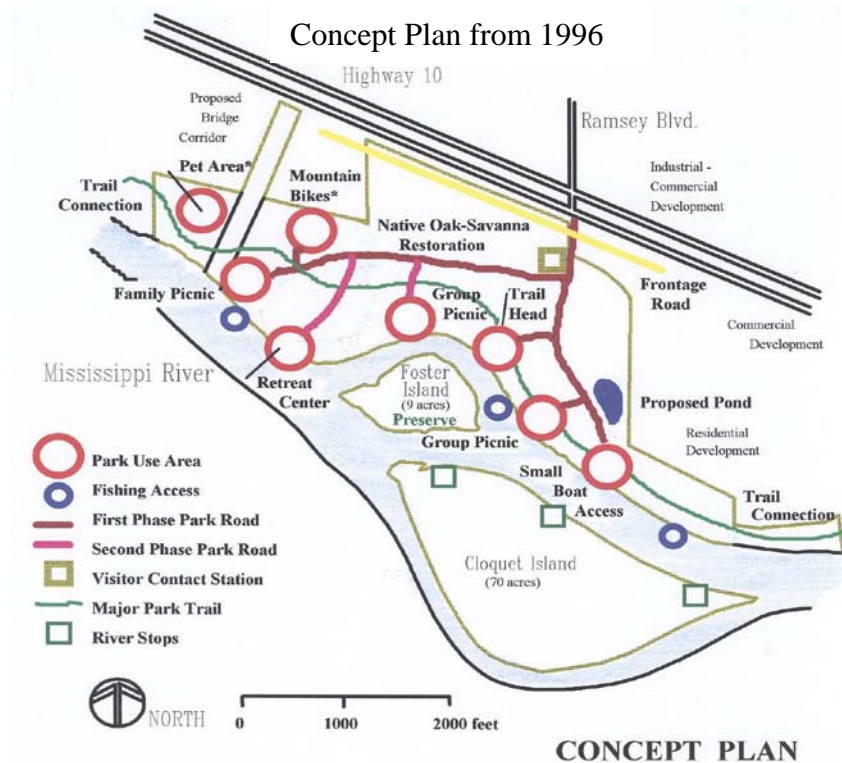 Concept Plan from 1996
Highway 10
Ramsey Blvd.
Proposed
Bridge
Corridor
Industrial -
Commercial
Development
Pet Area*
Mountain
Bikes*
Trail
Connection
Native Oak-Savanna
Restoration
Family Picnic
Group
Picnic
Trail
Head
Frontage
Road
Commercial
Development
Mississippi River
Retreat
Center
Foster
Island
(9 acres)
Preserve
Group Picnic
Proposed Pond
Residential
Development
Small
Boat
Access
Trail
Connection
Cloquet Island
(70 acres)
Park Use Area
Fishing Access
First Phase Park Road
Second Phase Park Road
Visitor Contact Station
Major Park Trail
River Stops
NORTH
0 1000 2000 feet
CONCEPT PLAN